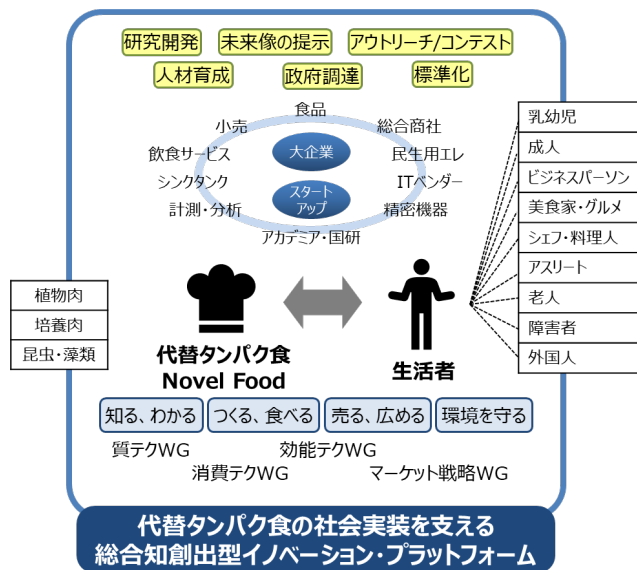 研究開発
未来像の提示
アウトリーチ/コンテスト
人材育成
政府調達
標準化
食品
小売
総合商社
飲食サービス
大企業
民生用エレ
シンクタンク
スタート
アップ
ITベンダー
計測・分析
精密機器
アカデミア・国研
乳幼児
成人
ビジネスパーソン
美食家・グルメ
シェフ・料理人
アスリート
老人
障害者
外国人
植物肉
培養肉
昆虫・藻類
代替タンパク食
Novel Food
生活者
知る、わかる
つくる、食べる
売る、広める
環境を守る
質テクWG
効能テクWG
消費テクWG
マーケット戦略WG
代替タンパク食の社会実装を支える
総合知創出型イノベーション・プラットフォーム